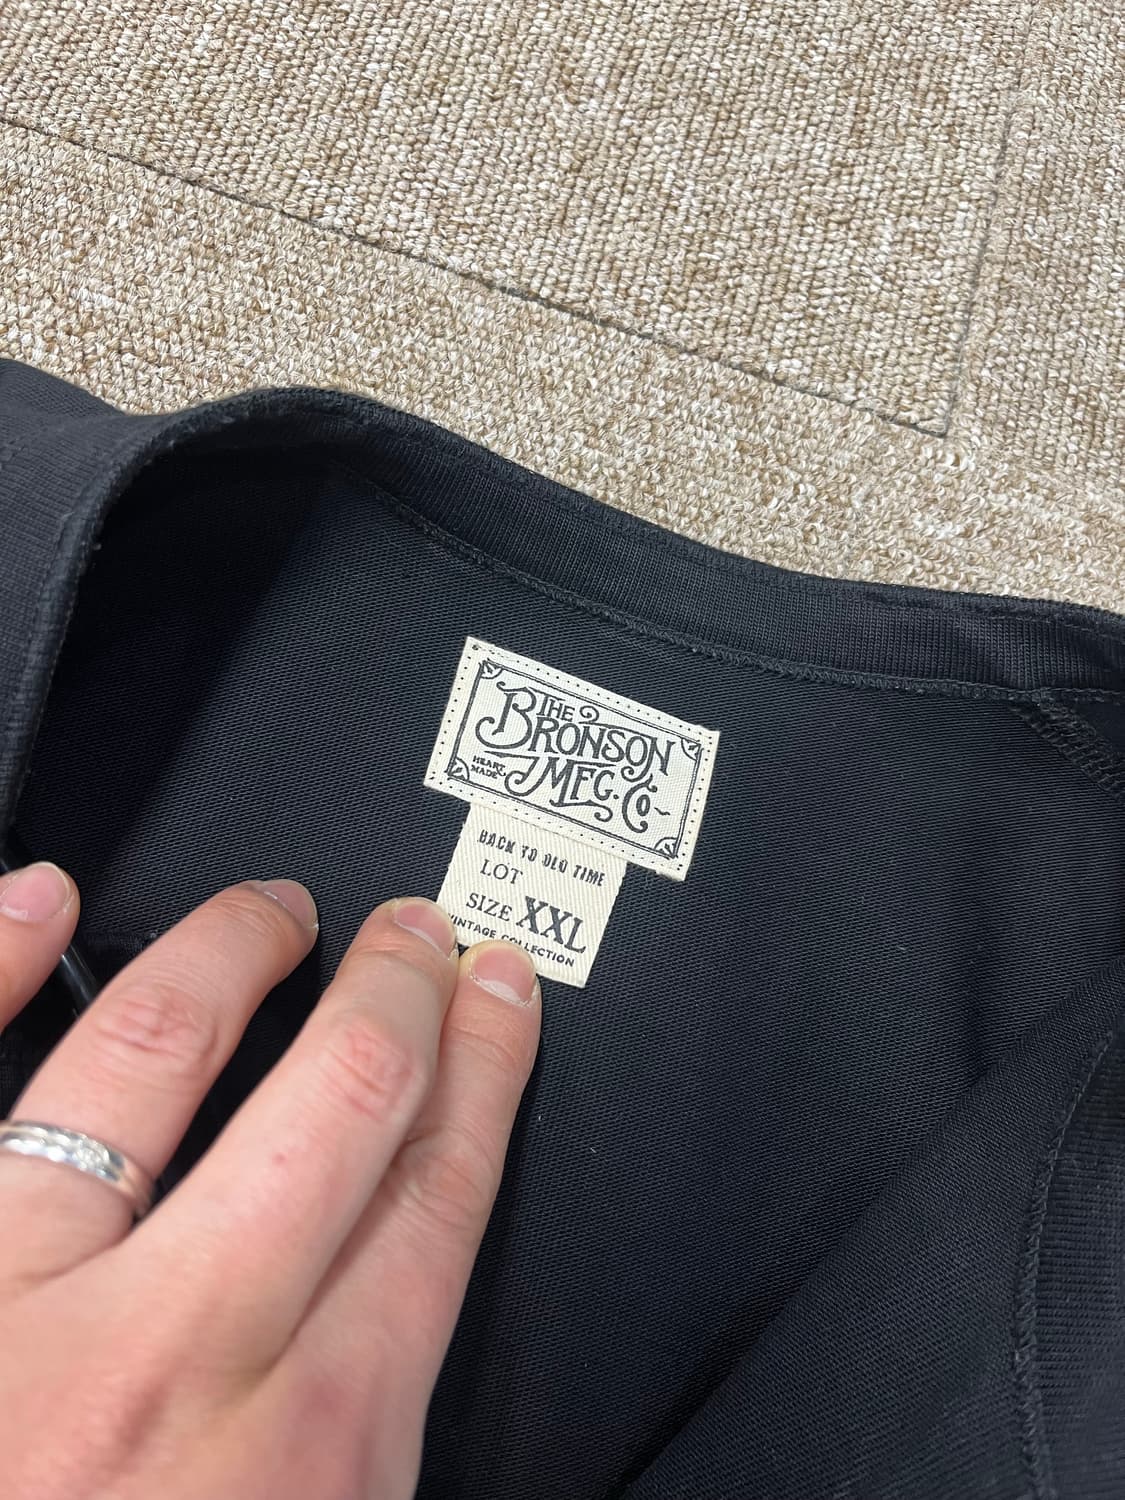 THE
BRONSON
HEART MADE
MFG. CO
BACK TO OLD TIME
LOT
SIZE XXL
VINTAGE COLLECTION